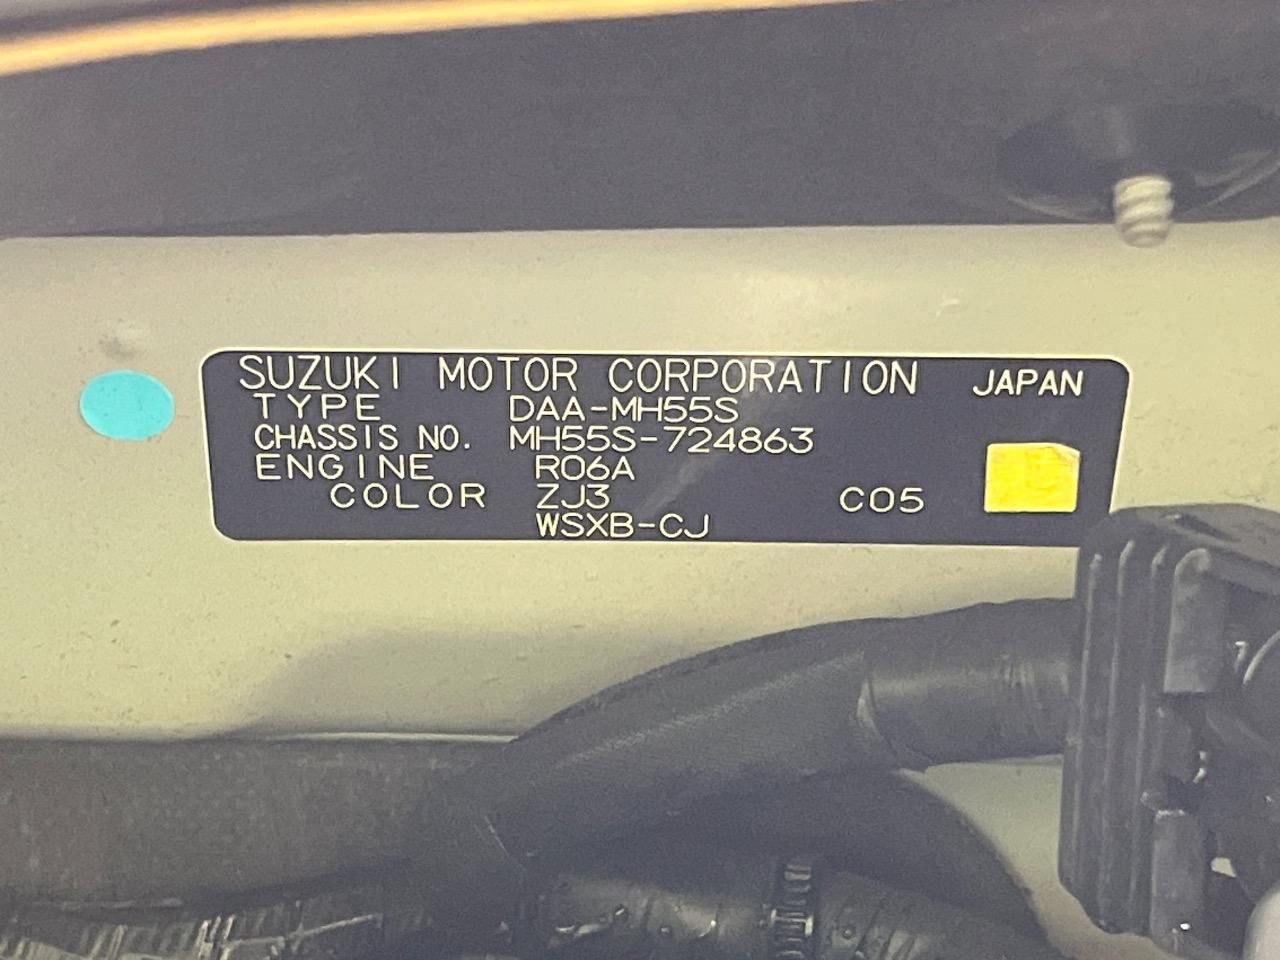 SUZUKI MOTOR CORPORATION JAPAN
TYPE DAA-MH55S
CHASSIS NO. MH55S-724863
ENGINE R06A
COLOR ZJ3 C05
WSXB-CJ